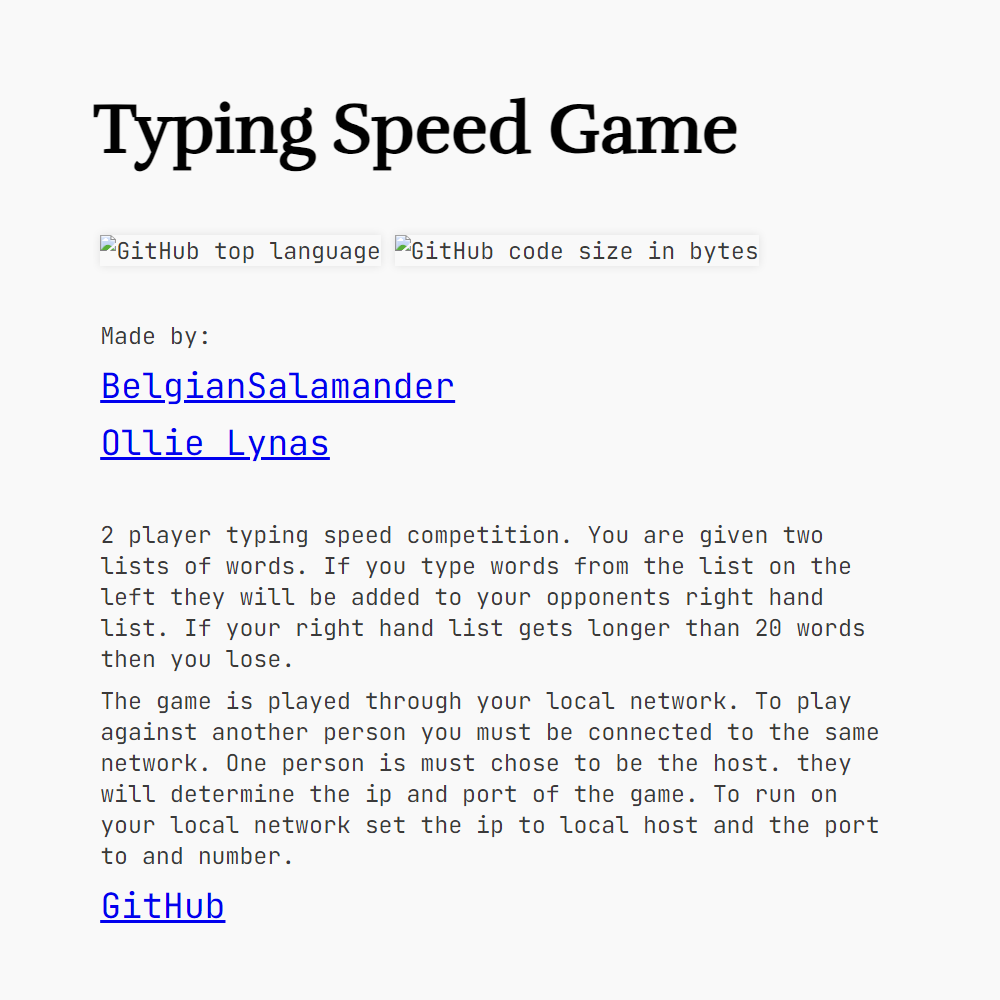 Typing Speed Game
GitHub top language GitHub code size in bytes
Made by:
BelgianSalamander
Ollie Lynas
2 player typing speed competition. You are given two
lists of words. If you type words from the list on the
left they will be added to your opponents right hand
list. If your right hand list gets longer than 20 words
then you lose.
The game is played through your local network. To play
against another person you must be connected to the same
network. One person is must chose to be the host. they
will determine the ip and port of the game. To run on
your local network set the ip to local host and the port
to and number.
GitHub